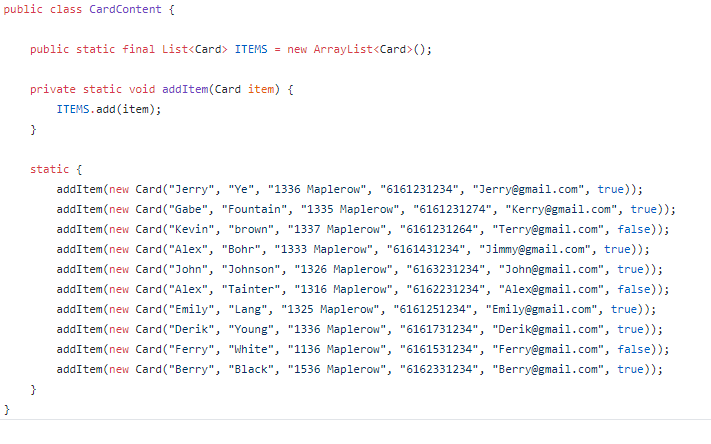 public class CardContent {
public static final List<Card> ITEMS = new ArrayList<Card>();
private static void addItem(Card item) {
ITEMS.add(item);
}
static {
addItem(new Card("Jerry", "Ye", "1336 Maplerow", "6161231234", "Jerry@gmail.com", true));
addItem(new Card("Gabe", "Fountain", "1335 Maplerow", "6161231274", "Kerry@gmail.com", true));
addItem(new Card("Kevin", "brown", "1337 Maplerow", "6161231264", "Terry@gmail.com", false));
addItem(new Card("Alex", "Bohr", "1333 Maplerow", "6161431234", "Jimmy@gmail.com", true));
addItem(new Card("John", "Johnson", "1326 Maplerow", "6163231234", "John@gmail.com", true));
addItem(new Card("Alex", "Tainter", "1316 Maplerow", "6162231234", "Alex@gmail.com", false));
addItem(new Card("Emily", "Lang", "1325 Maplerow", "6161251234", "Emily@gmail.com", true));
addItem(new Card("Derik", "Young", "1336 Maplerow", "6161731234", "Derik@gmail.com", true));
addItem(new Card("Ferry", "White", "1136 Maplerow", "6161531234", "Ferry@gmail.com", false));
addItem(new Card("Berry", "Black", "1536 Maplerow", "6162331234", "Berry@gmail.com", true));
}
}